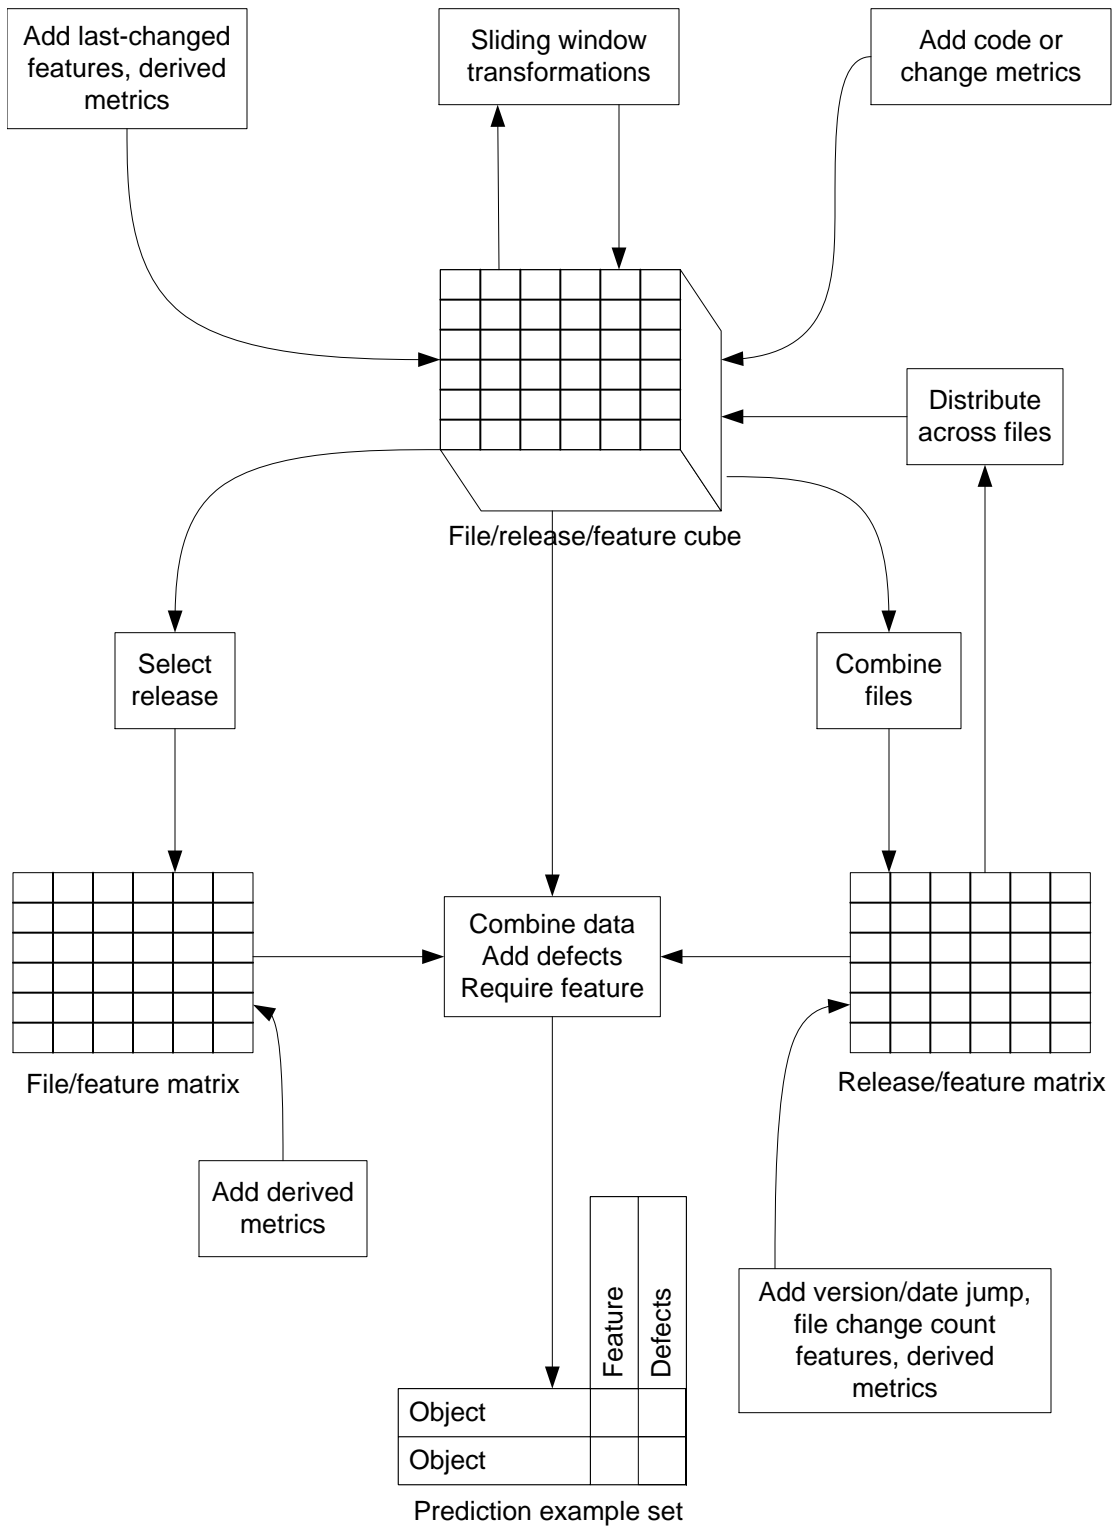 Add last-changed
features, derived
metrics
Sliding window
transformations
Add code or
change metrics
Distribute
across files
File/release/feature cube
Select
release
Combine
files
Combine data
Add defects
Require feature
File/feature matrix
Release/feature matrix
Add derived
metrics
Add version/date jump,
file change count
features, derived
metrics
Feature
Defects
Object
Object
Prediction example set